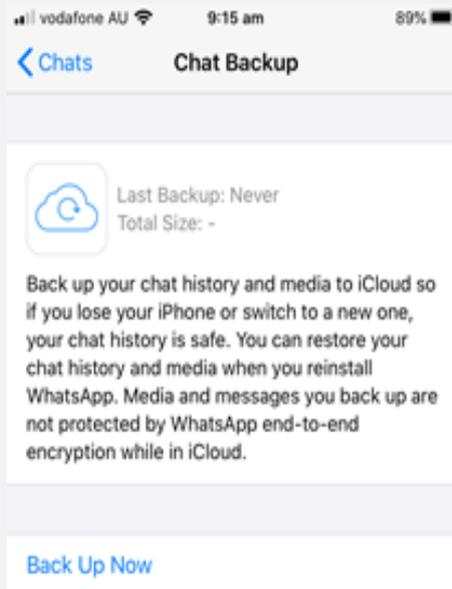 vodafone AU 9:15 am 89%
Chats Chat Backup
Last Backup: Never
Total Size: -
Back up your chat history and media to iCloud so
if you lose your iPhone or switch to a new one,
your chat history is safe. You can restore your
chat history and media when you reinstall
WhatsApp. Media and messages you back up are
not protected by WhatsApp end-to-end
encryption while in iCloud.
Back Up Now